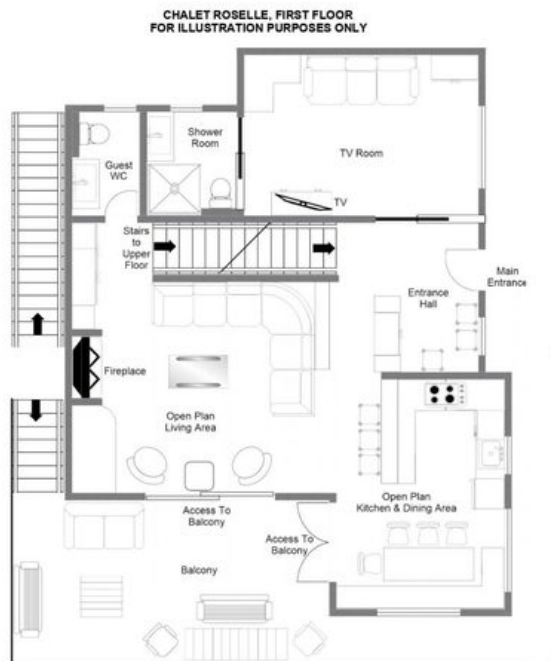 CHALET ROSELLE, FIRST FLOOR
FOR ILLUSTRATION PURPOSES ONLY
Shower
Room
TV Room
Guest
WC
TV
Stairs
to
Upper
Floor
Main
Entrance
Entrance
Hall
Fireplace
Open Plan
Living Area
Open Plan
Kitchen & Dining Area
Access To
Balcony
Access To
Balcony
Balcony